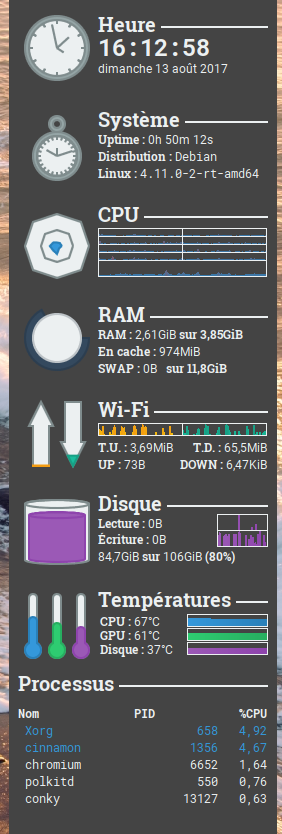 Heure
16:12:58
dimanche 13 août 2017
Système
Uptime : 0h 50m 12s
Distribution : Debian
Linux : 4.11.0-2-rt-amd64
CPU
RAM
RAM : 2,61GiB sur 3,85GiB
En cache : 974MiB
SWAP : 0B sur 11,8GiB
Wi-Fi
T.U. : 3,69MiB T.D. : 65,5MiB
UP : 73B DOWN : 6,47KiB
Disque
Lecture : 0B
Écriture : 0B
84,7GiB sur 106GiB (80%)
Températures
CPU : 67°C
GPU : 61°C
Disque : 37°C
Processus
Nom PID %CPU
Xorg 658 4,92
cinnamon 1356 4,67
chromium 6652 1,64
polkitd 550 0,76
conky 13127 0,63